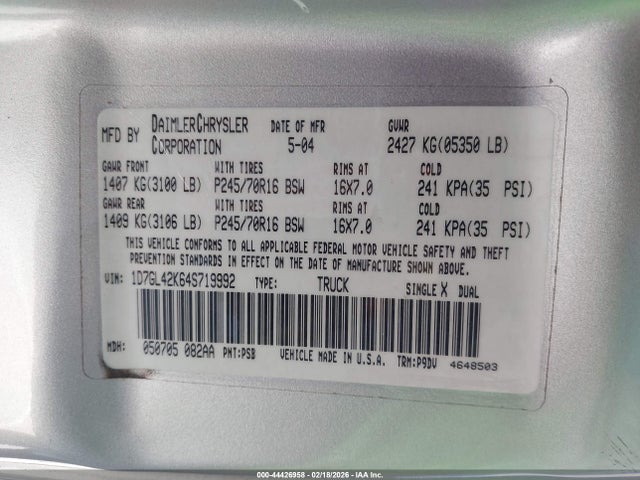 MFD BY DAIMLERCHRYSLER CORPORATION DATE OF MFR 5-04 GVWR 2427 KG(05350 LB)
GAWR FRONT WITH TIRES RIMS AT COLD
1407 KG(3100 LB) P245/70R16 BSW 16X7.0 241 KPA(35 PSI)
GAWR REAR WITH TIRES RIMS AT COLD
1409 KG(3106 LB) P245/70R16 BSW 16X7.0 241 KPA(35 PSI)
THIS VEHICLE CONFORMS TO ALL APPLICABLE FEDERAL MOTOR VEHICLE SAFETY AND THEFT
PREVENTION STANDARDS IN EFFECT ON THE DATE OF MANUFACTURE SHOWN ABOVE.
VIN: 1D7GL42K64S719992 TYPE: TRUCK SINGLE X DUAL
MDH: 050705 082AA PNT:PSB VEHICLE MADE IN U.S.A. TRM:P9DV 4648503
000-44426958 - 02/18/2026 - IAA Inc.